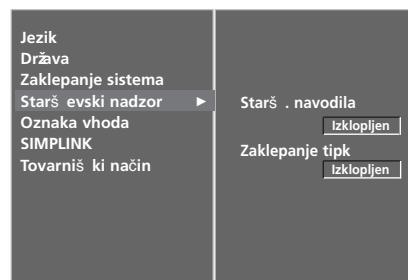 Jezik
Država
Zaklepanje sistema
Starš evski nadzor ►
Oznaka vhoda
SIMPLINK
Tovarniš ki način
Starš . navodila
Izklopljen
Zaklepanje tipk
Izklopljen